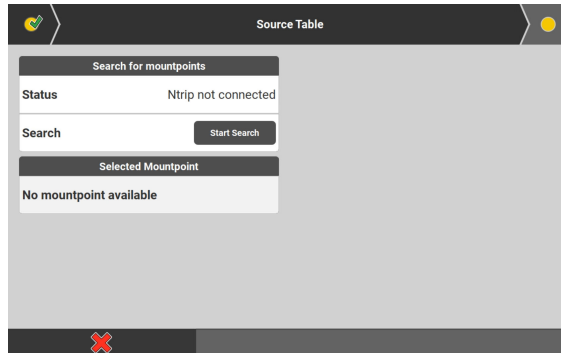 Source Table
Search for mountpoints
Status Ntrip not connected
Search Start Search
Selected Mountpoint
No mountpoint available